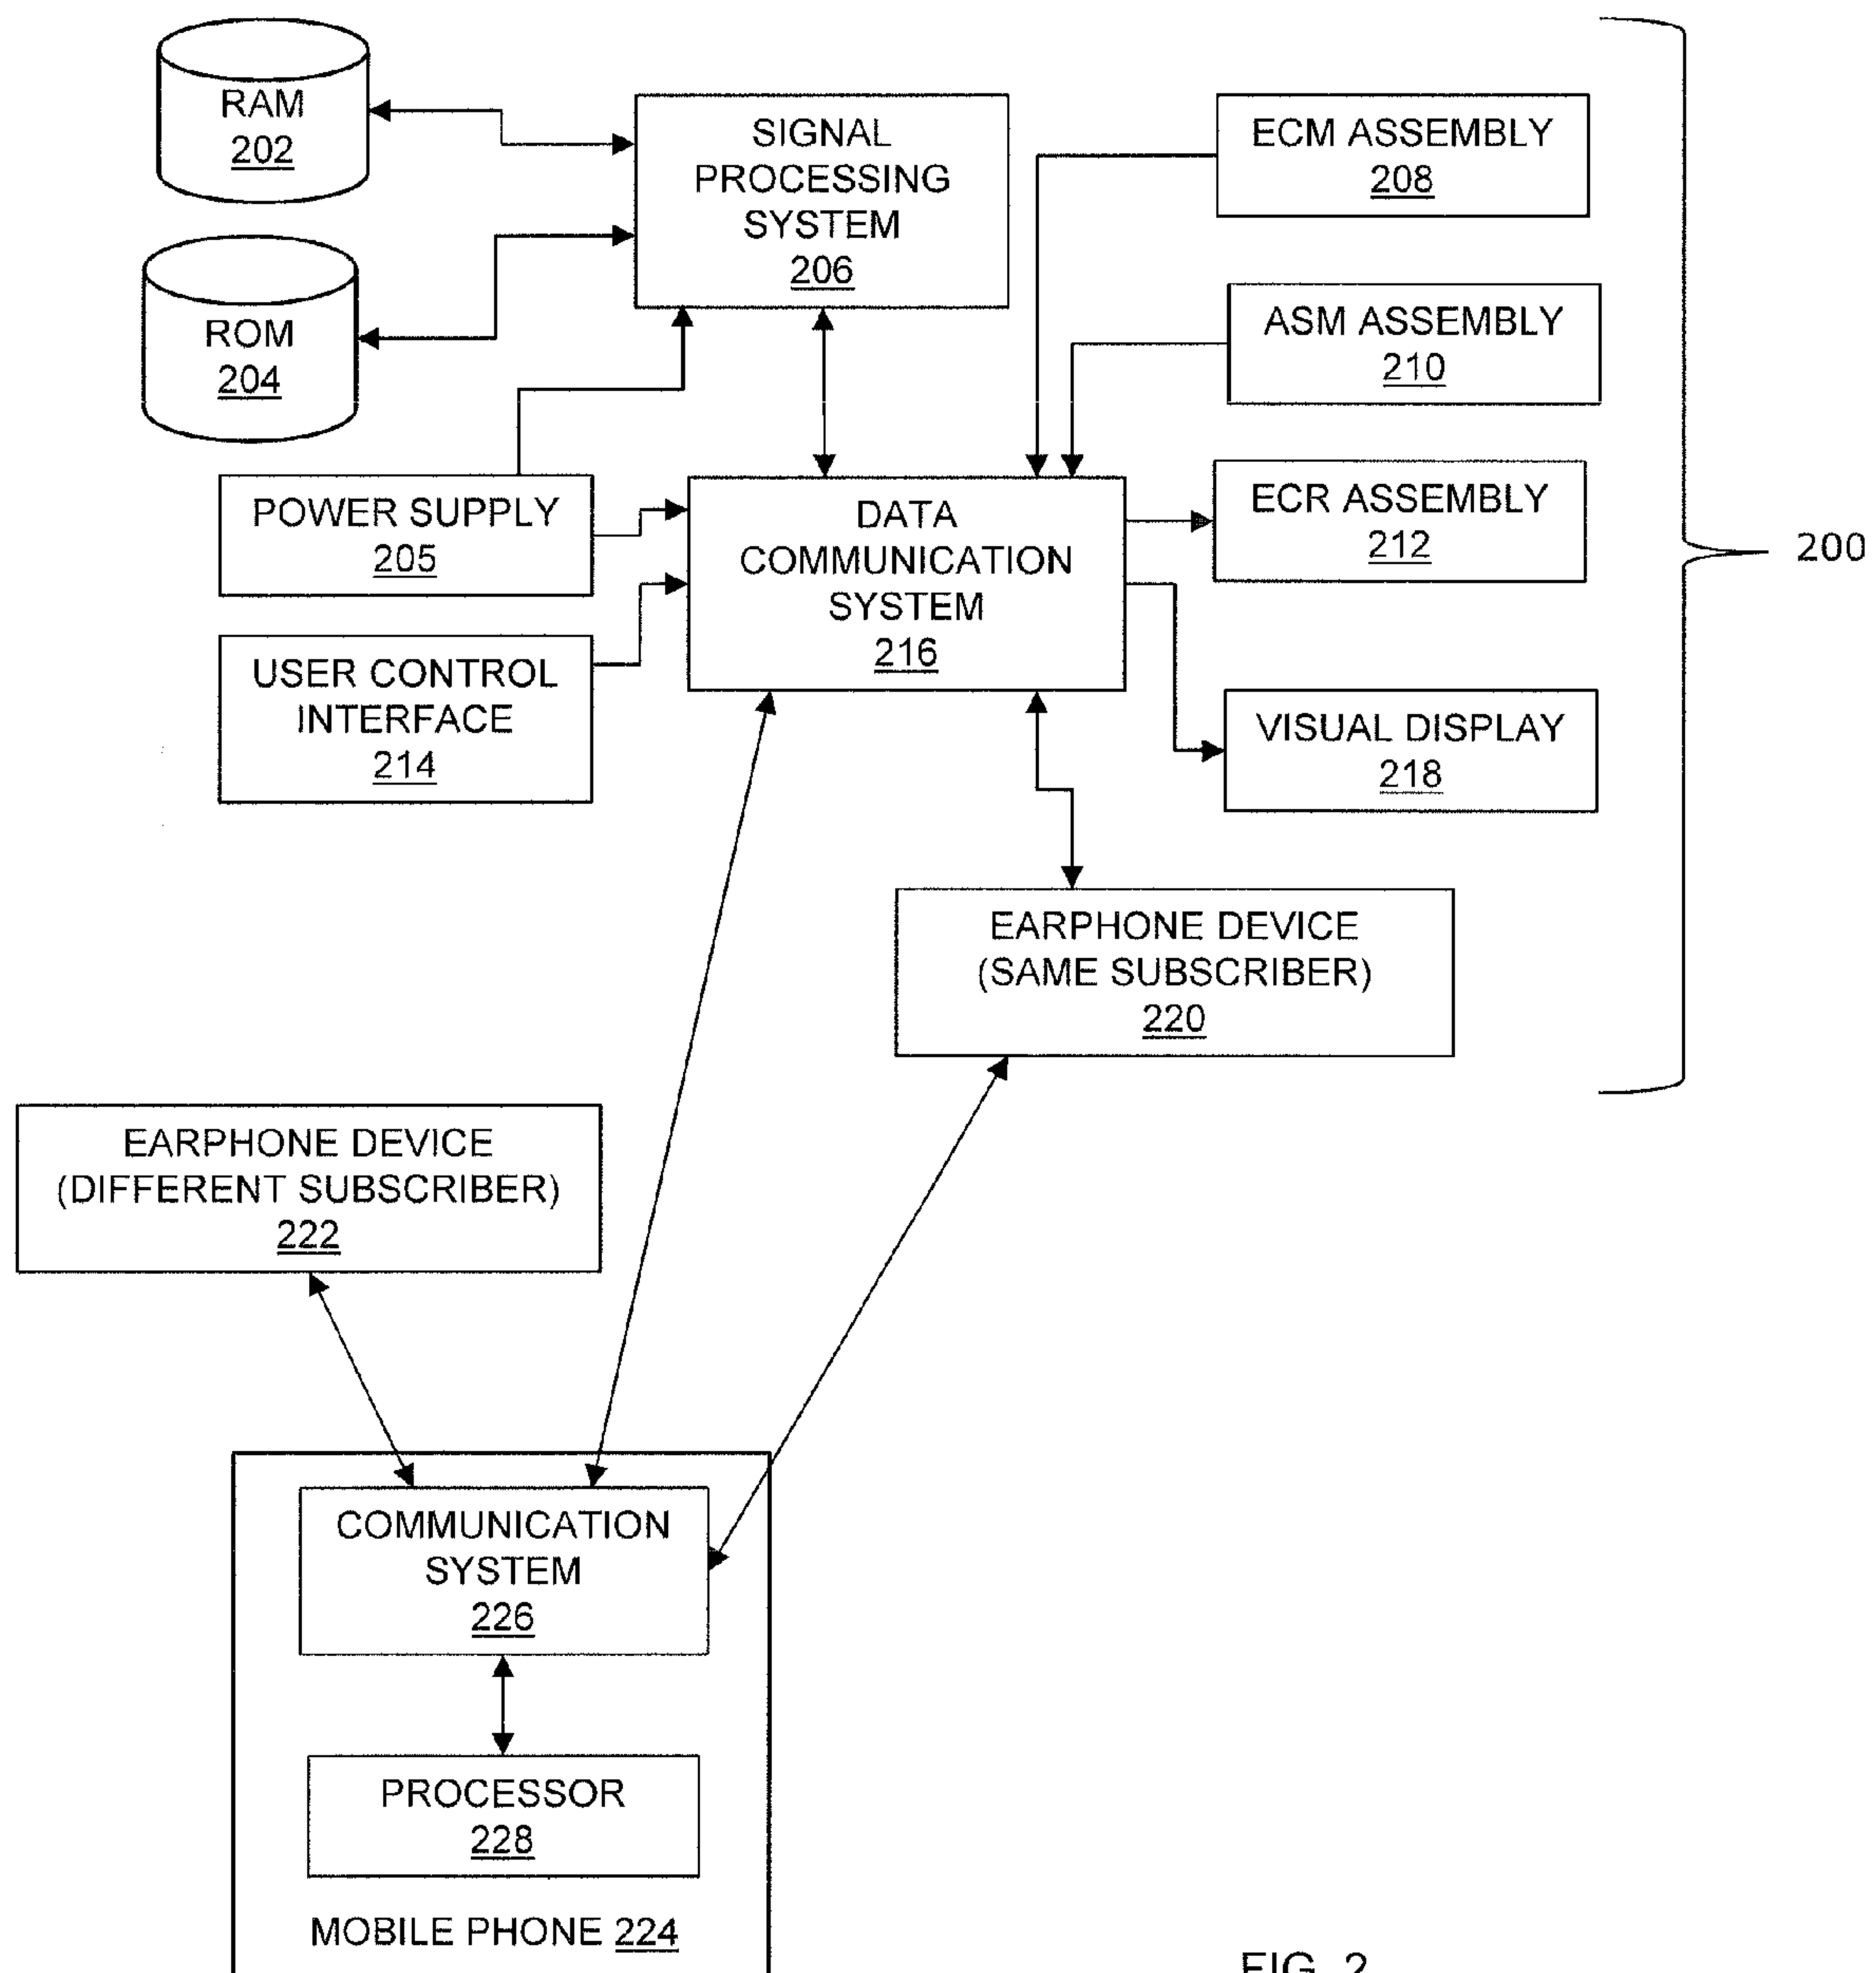 RAM
202
SIGNAL
PROCESSING
SYSTEM
206
ECM ASSEMBLY
208
ROM
204
ASM ASSEMBLY
210
POWER SUPPLY
205
DATA
COMMUNICATION
SYSTEM
216
ECR ASSEMBLY
212
200
USER CONTROL
INTERFACE
214
VISUAL DISPLAY
218
EARPHONE DEVICE
(SAME SUBSCRIBER)
220
EARPHONE DEVICE
(DIFFERENT SUBSCRIBER)
222
COMMUNICATION
SYSTEM
226
PROCESSOR
228
MOBILE PHONE 224
FIG. 2